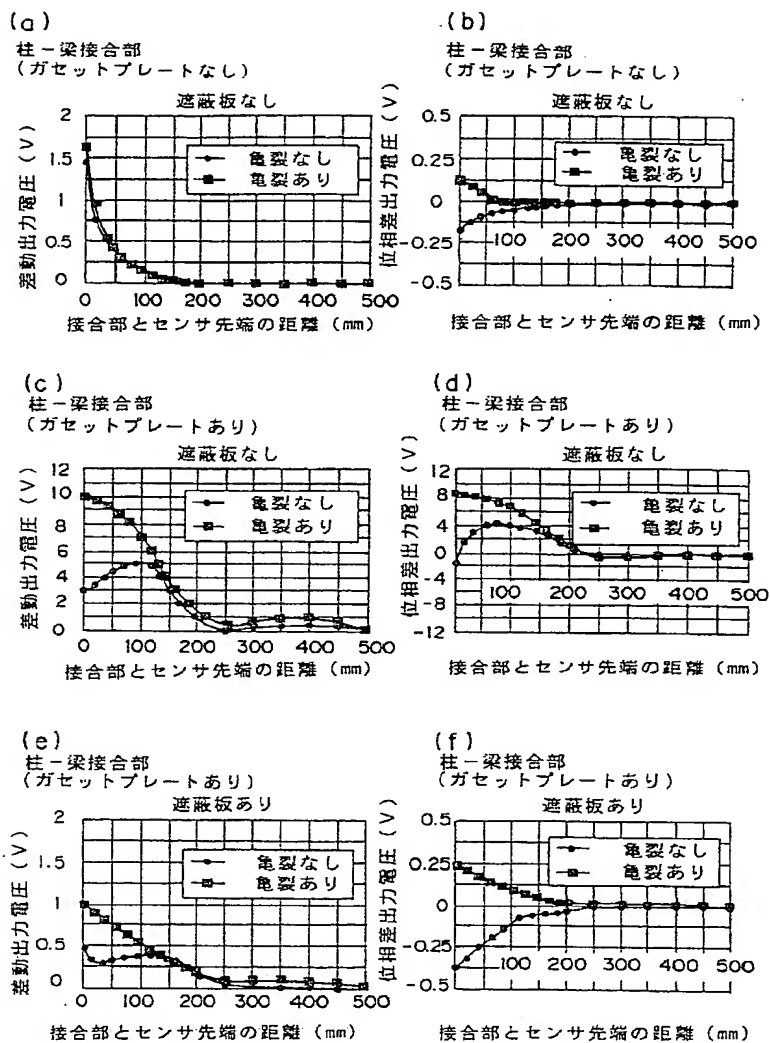 (a)
柱－梁接合部
(ガセットプレートなし)
遮蔽板なし
差動出力電圧 (V)
2
1.5
1
0.5
0
亀裂なし
亀裂あり
0 100 200 300 400 500
接合部とセンサ先端の距離 (mm)
(b)
柱－梁接合部
(ガセットプレートなし)
遮蔽板なし
位相差出力電圧 (V)
0.5
0.25
0
-0.25
-0.5
亀裂なし
亀裂あり
100 200 300 400 500
接合部とセンサ先端の距離 (mm)
(c)
柱－梁接合部
(ガセットプレートあり)
遮蔽板なし
差動出力電圧 (V)
12
10
8
6
4
2
0
亀裂なし
亀裂あり
0 100 200 300 400 500
接合部とセンサ先端の距離 (mm)
(d)
柱－梁接合部
(ガセットプレートあり)
遮蔽板なし
位相差出力電圧 (V)
12
8
4
0
-4
-8
-12
亀裂なし
亀裂あり
100 200 300 400 500
接合部とセンサ先端の距離 (mm)
(e)
柱－梁接合部
(ガセットプレートあり)
遮蔽板あり
差動出力電圧 (V)
2
1.5
1
0.5
0
亀裂なし
亀裂あり
0 100 200 300 400 500
接合部とセンサ先端の距離 (mm)
(f)
柱－梁接合部
(ガセットプレートあり)
遮蔽板あり
位相差出力電圧 (V)
0.5
0.25
0
-0.25
-0.5
亀裂なし
亀裂あり
100 200 300 400 500
接合部とセンサ先端の距離 (mm)